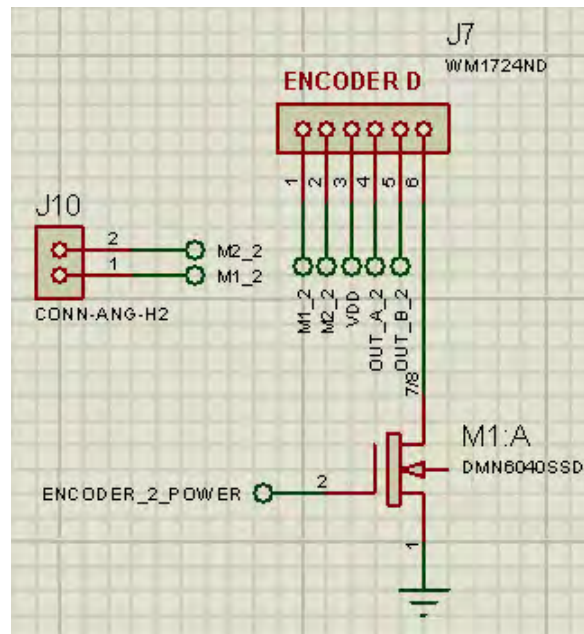 J7
WM1724ND
ENCODER D
1
2
3
4
5
6
J10
2
M2_2
1
M1_2
CONN-ANG-H2
M1_2
M2_2
VDD
OUT_A_2
OUT_B_2
7/8
M1:A
DMN6040SSD
ENCODER_2_POWER
2
1